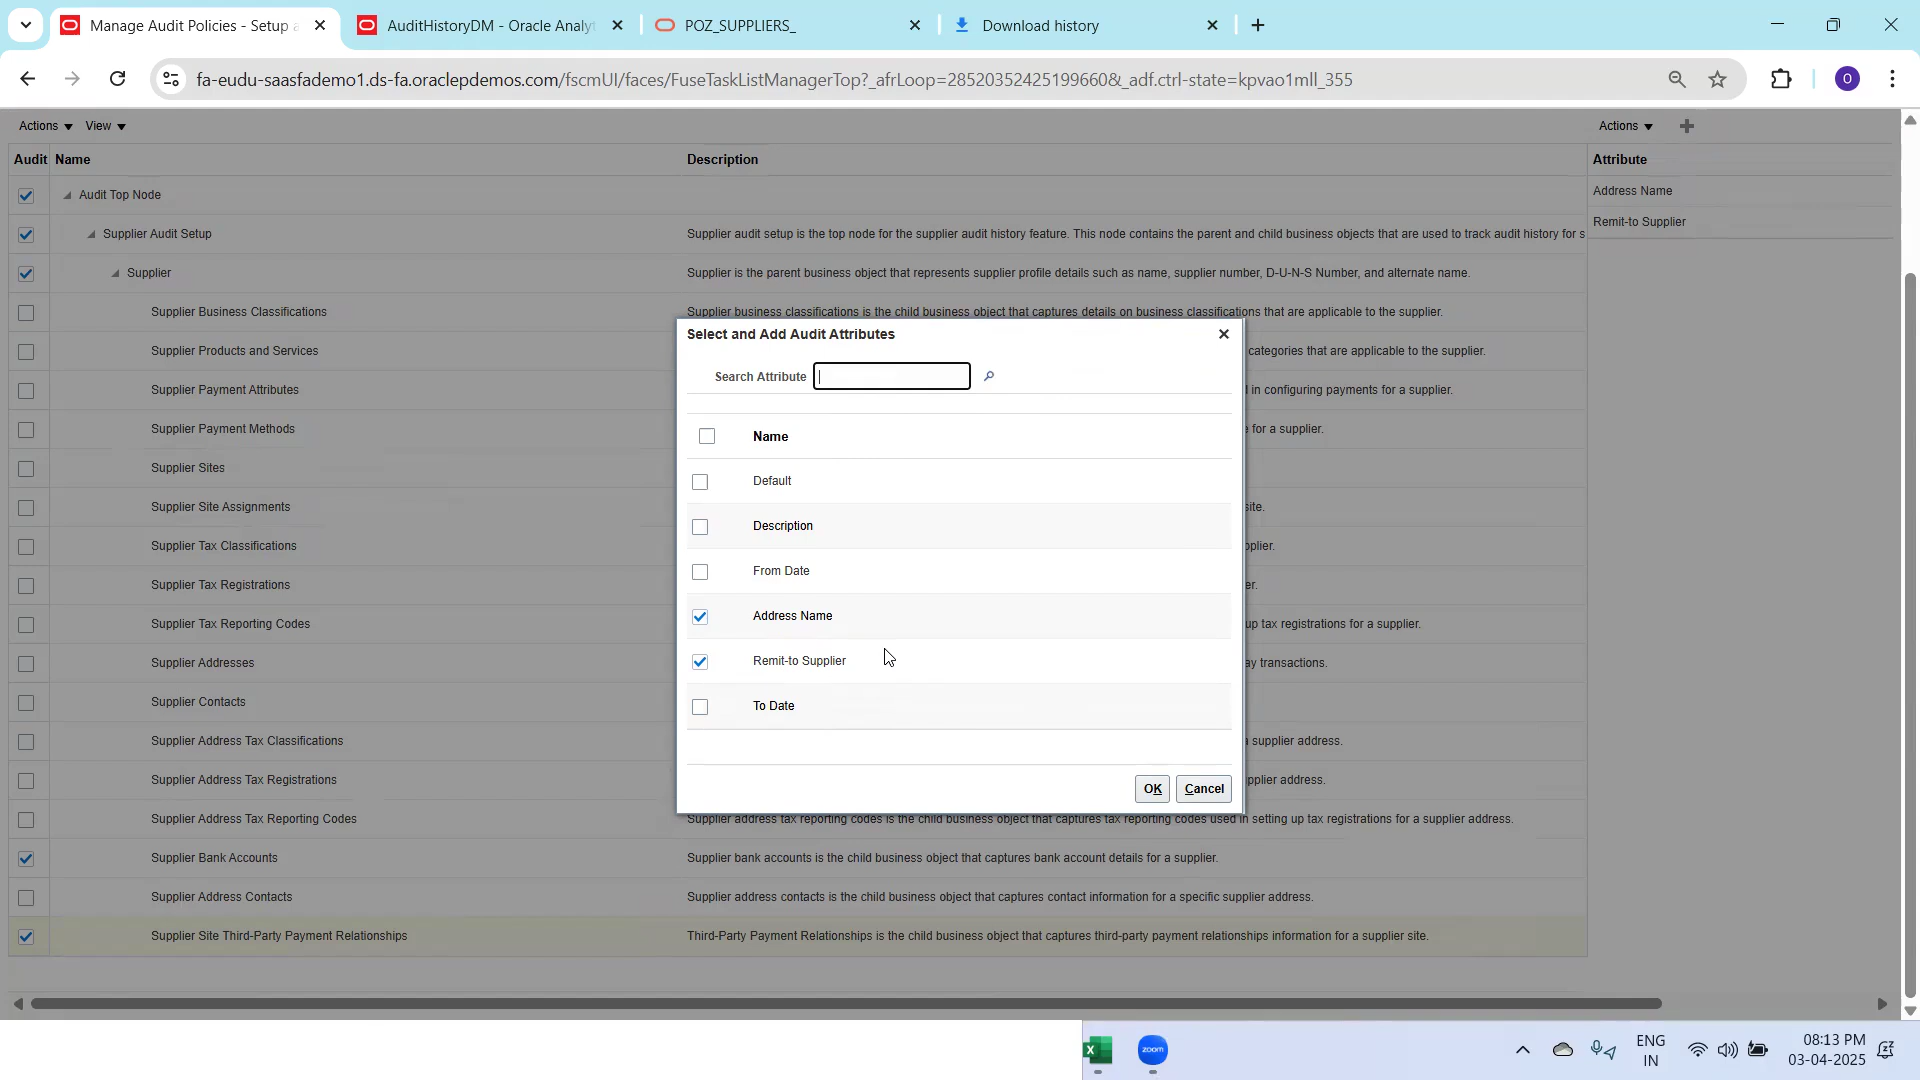 Manage Audit Policies - Setup a
AuditHistoryDM - Oracle Analyt
POZ_SUPPLIERS_
Download history
fa-eudu-saasfademo1.ds-fa.oraclepdemos.com/fscmUI/faces/FuseTaskListManagerTop?_afrLoop=28520352425199660&_adf.ctrl-state=kpvao1mll_355
O
Actions View Actions
Audit Name Description Attribute
Audit Top Node
Address Name
Supplier Audit Setup Supplier audit setup is the top node for the supplier audit history feature. This node contains the parent and child business objects that are used to track audit history for s
Remit-to Supplier
Supplier Supplier is the parent business object that represents supplier profile details such as name, supplier number, D-U-N-S Number, and alternate name.
Supplier Business Classifications Supplier business classifications is the child business object that captures details on business classifications that are applicable to the supplier.
Supplier Products and Services categories that are applicable to the supplier.
Supplier Payment Attributes in configuring payments for a supplier.
Supplier Payment Methods for a supplier.
Supplier Sites
Supplier Site Assignments site.
Supplier Tax Classifications pplier.
Supplier Tax Registrations er.
Supplier Tax Reporting Codes up tax registrations for a supplier.
Supplier Addresses ay transactions.
Supplier Contacts
Supplier Address Tax Classifications a supplier address.
Supplier Address Tax Registrations pplier address.
Supplier Address Tax Reporting Codes Supplier address tax reporting codes is the child business object that captures tax reporting codes used in setting up tax registrations for a supplier address.
Supplier Bank Accounts Supplier bank accounts is the child business object that captures bank account details for a supplier.
Supplier Address Contacts Supplier address contacts is the child business object that captures contact information for a specific supplier address.
Supplier Site Third-Party Payment Relationships Third-Party Payment Relationships is the child business object that captures third-party payment relationships information for a supplier site.
Select and Add Audit Attributes
Search Attribute
Name
Default
Description
From Date
Address Name
Remit-to Supplier
To Date
OK Cancel
zoom
ENG
IN
08:13 PM
03-04-2025